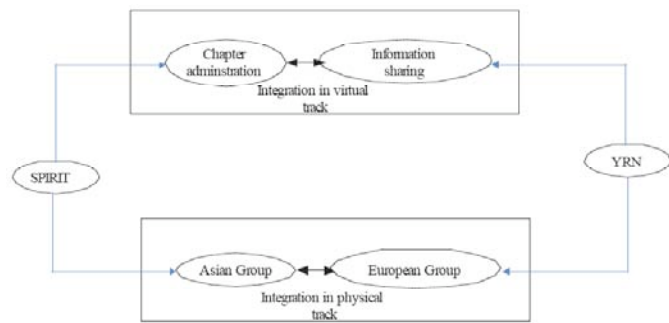 Chapter
adminstration
Information
sharing
Integration in virtual
track
SPIRIT
YRN
Asian Group
European Group
Integration in physical
track